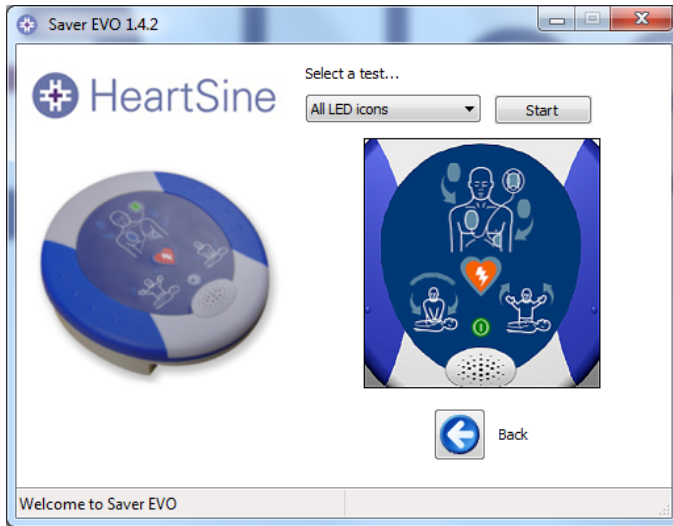 Saver EVO 1.4.2
HeartSine
Select a test...
All LED icons
Start
Back
Welcome to Saver EVO